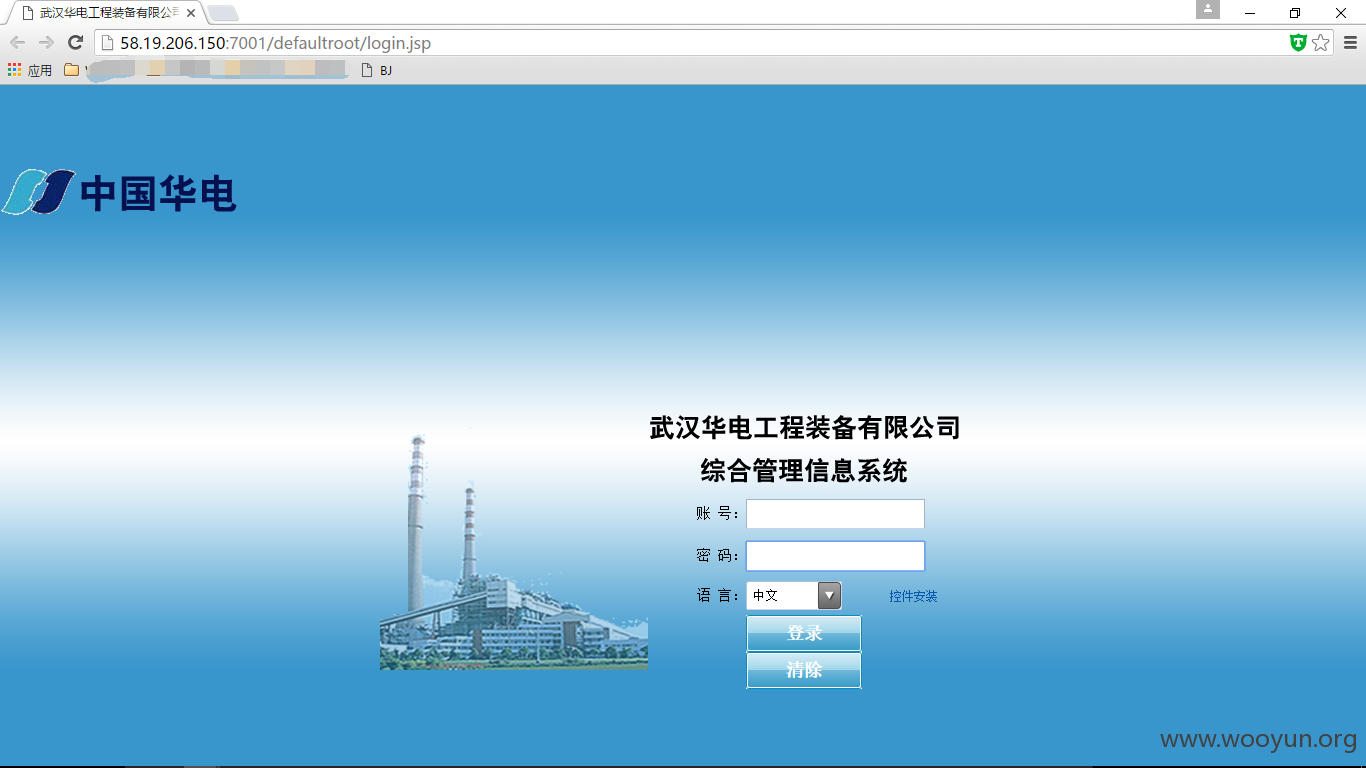 武汉华电工程装备有限公司
58.19.206.150:7001/defaultroot/login.jsp
应用
BJ
中国华电
武汉华电工程装备有限公司
综合管理信息系统
账 号：
密 码：
语 言： 中文 控件安装
登录
清除
www.wooyun.org